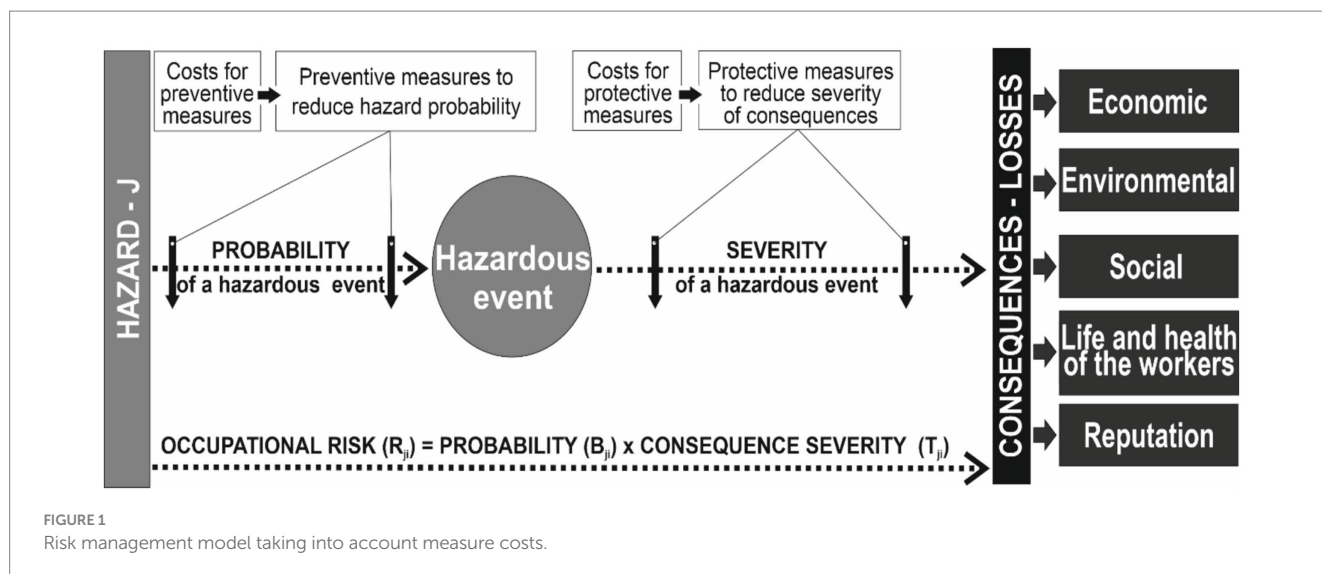 Costs for
preventive
measures
Preventive measures to
reduce hazard probability
Costs for
protective
measures
Protective measures
to reduce severity
of consequences
HAZARD - J
PROBABILITY
of a hazardous event
Hazardous
event
SEVERITY
of a hazardous event
CONSEQUENCES - LOSSES
Economic
Environmental
Social
Life and health
of the workers
Reputation
OCCUPATIONAL RISK (Rji) = PROBABILITY (Bji) x CONSEQUENCE SEVERITY (Tji)
FIGURE 1
Risk management model taking into account measure costs.